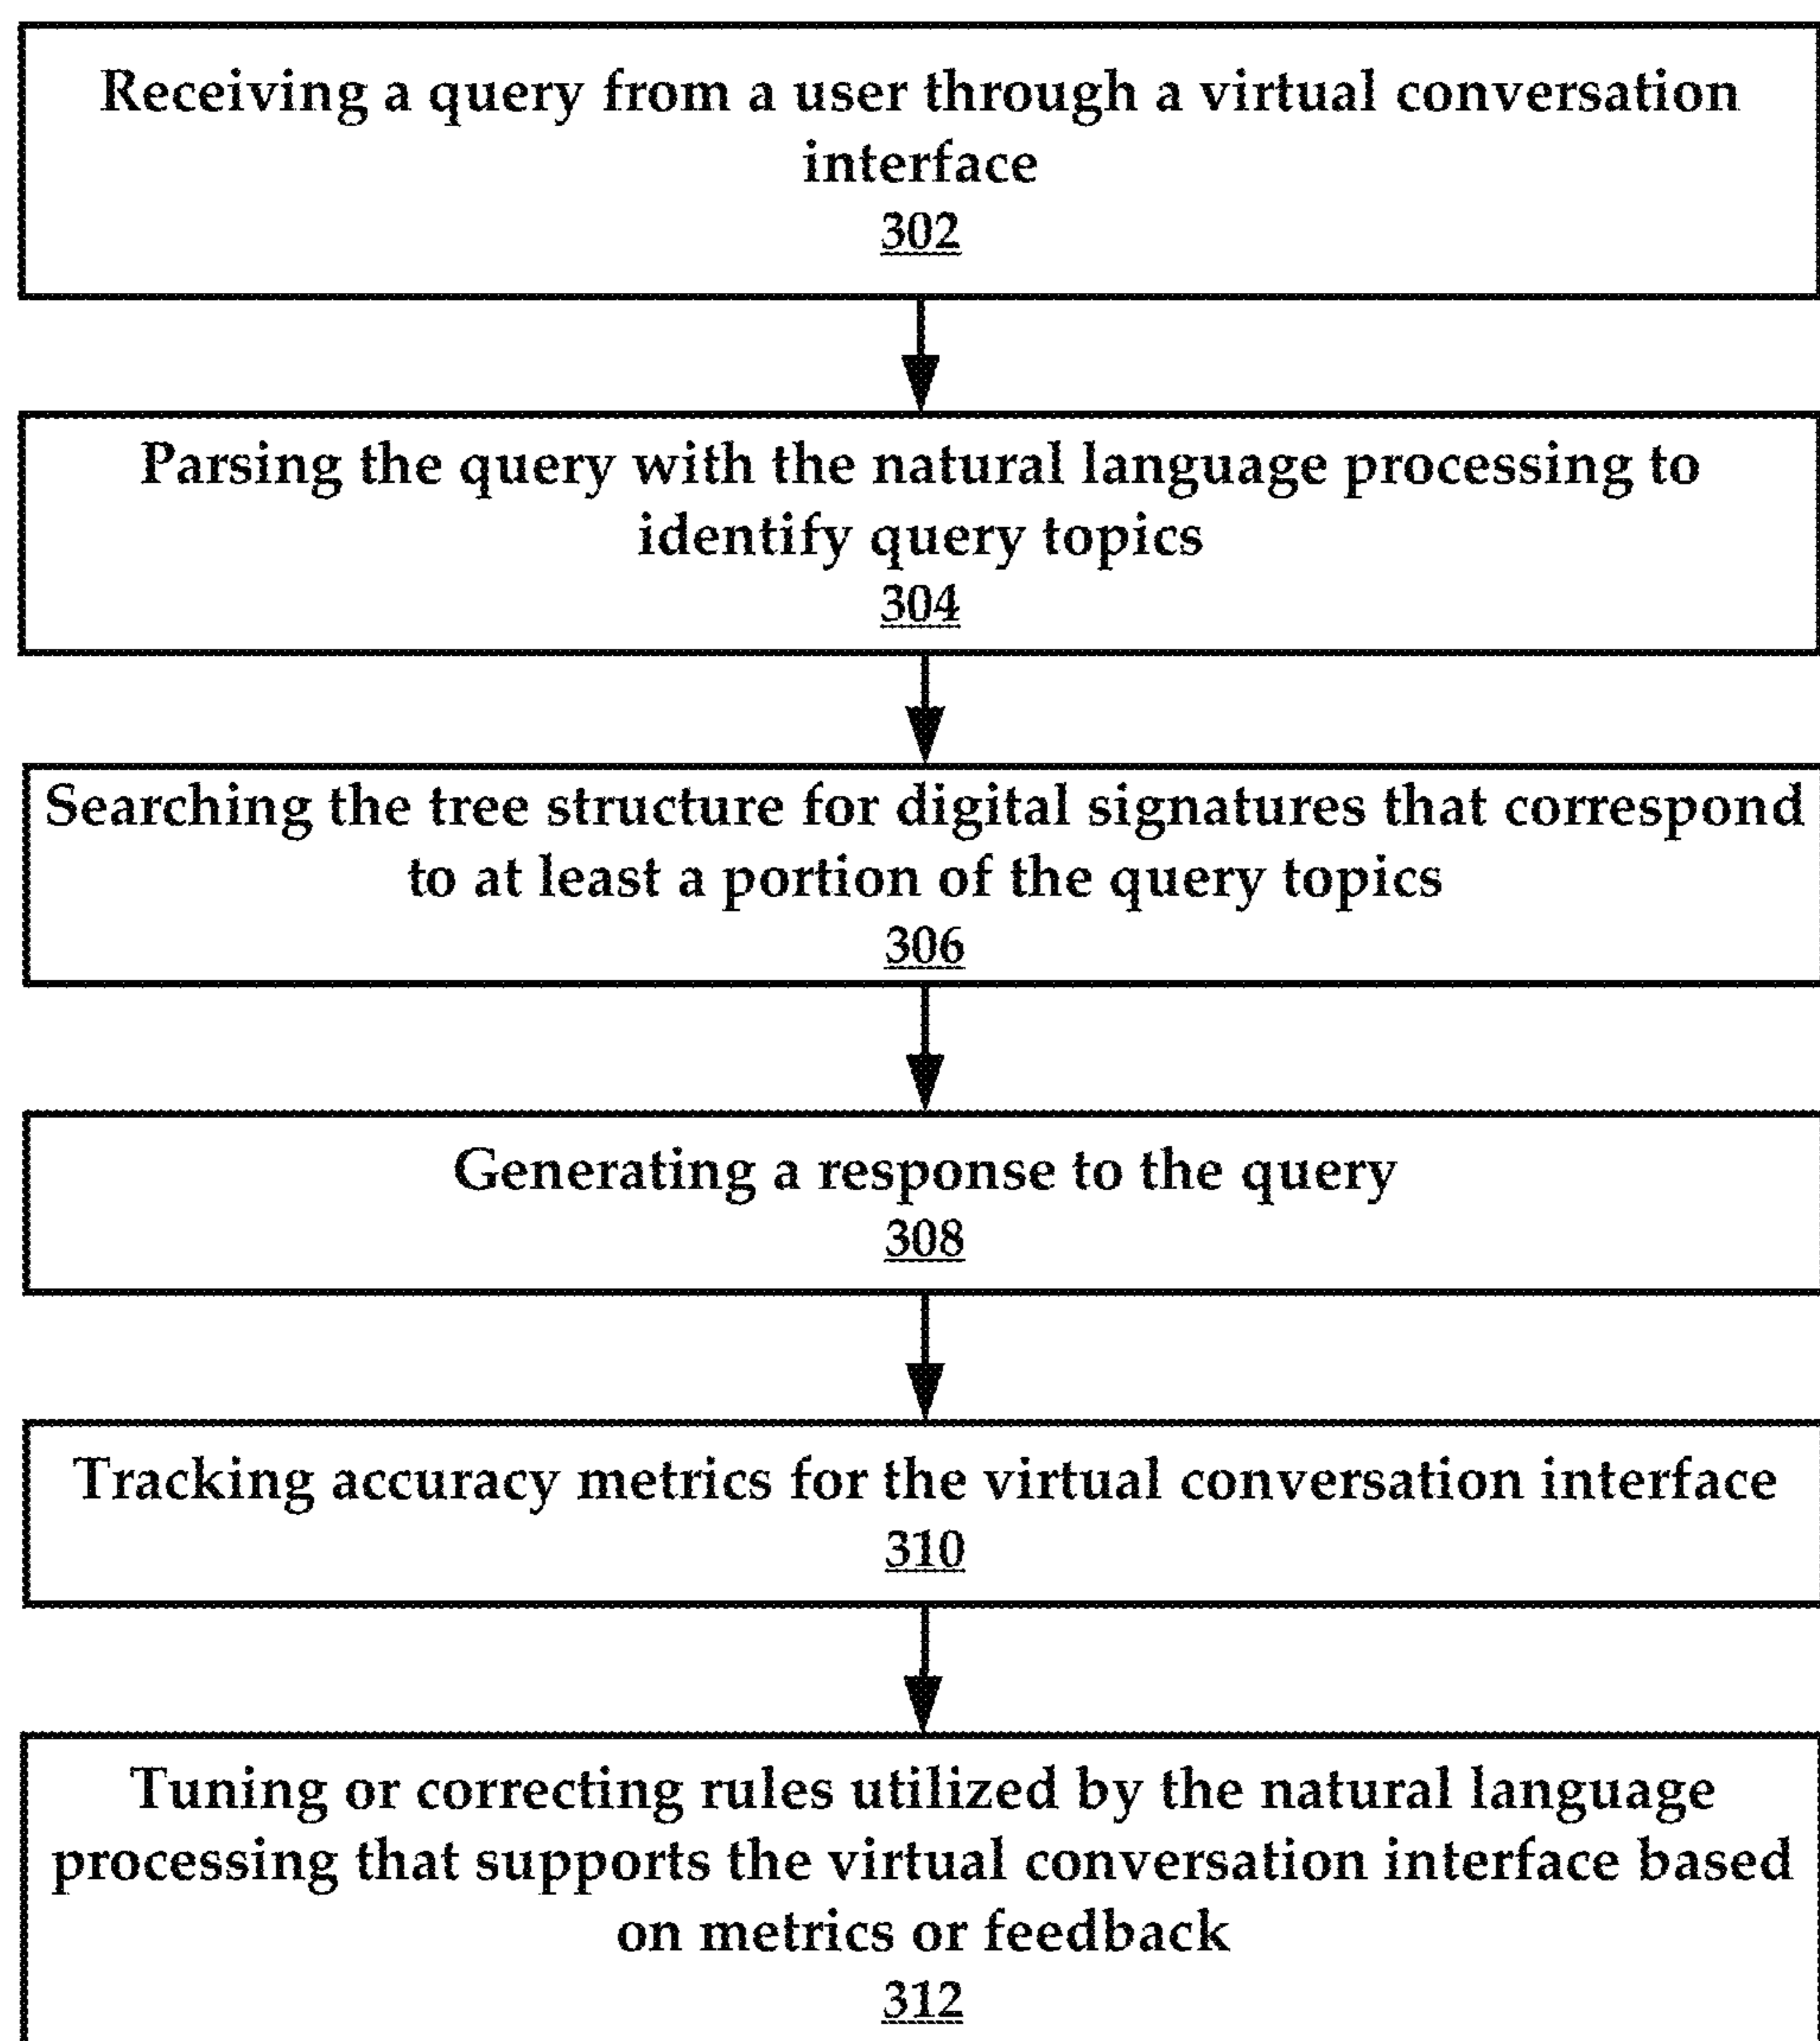 Receiving a query from a user through a virtual conversation
interface
302
Parsing the query with the natural language processing to
identify query topics
304
Searching the tree structure for digital signatures that correspond
to at least a portion of the query topics
306
Generating a response to the query
308
Tracking accuracy metrics for the virtual conversation interface
310
Tuning or correcting rules utilized by the natural language
processing that supports the virtual conversation interface based
on metrics or feedback
312